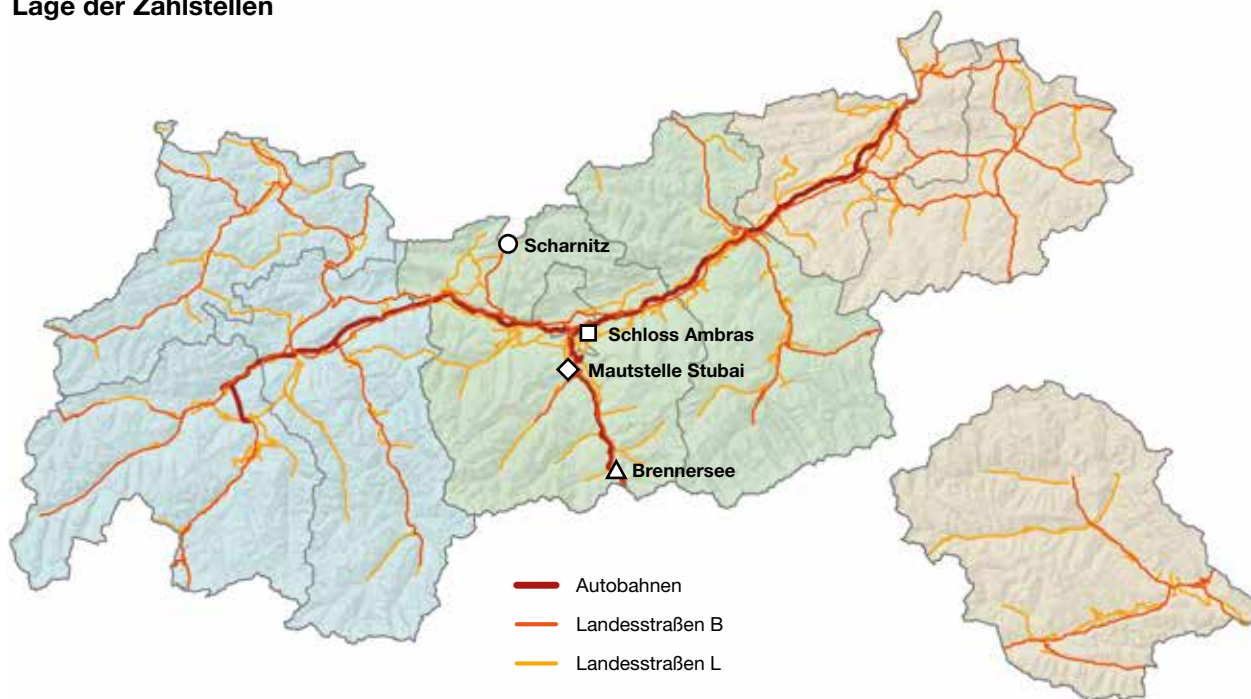 Lage der Zählstellen
Scharnitz
Schloss Ambras
Mautstelle Stubai
Brennersee
Autobahnen
Landesstraßen B
Landesstraßen L